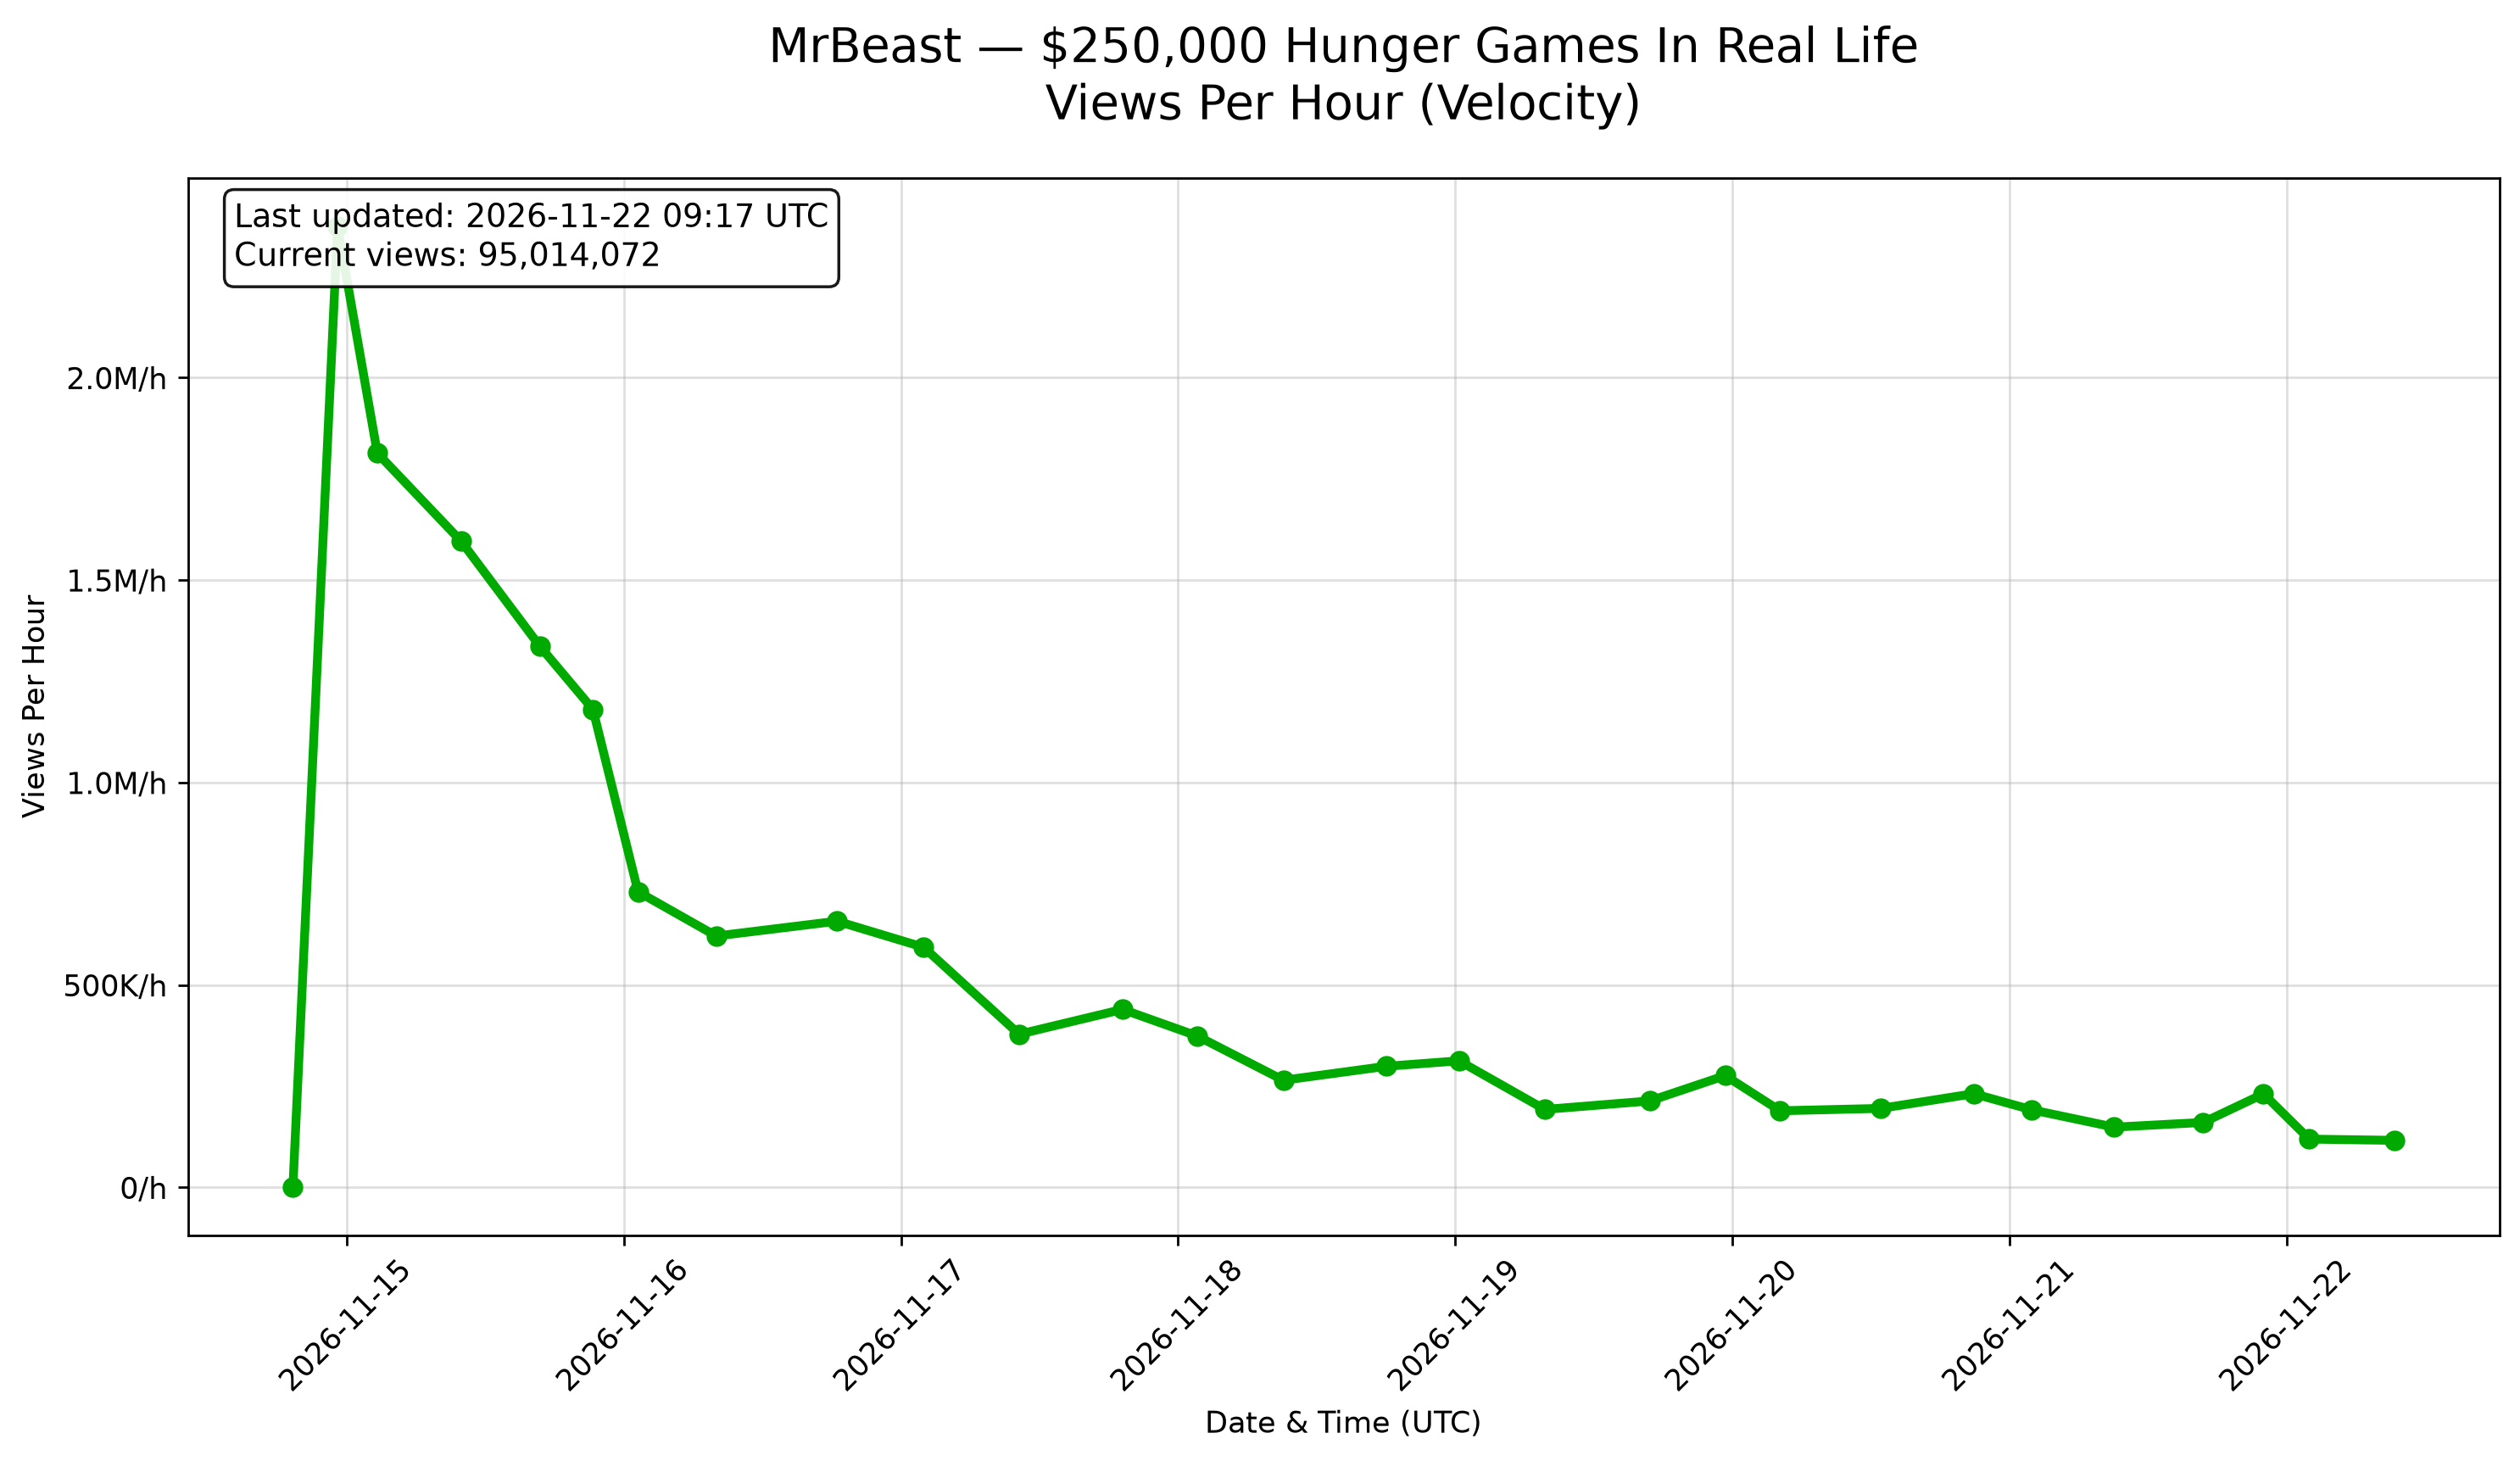 MrBeast — $250,000 Hunger Games In Real Life
Views Per Hour (Velocity)
Last updated: 2026-11-22 09:17 UTC
Current views: 95,014,072
2.0M/h
1.5M/h
1.0M/h
500K/h
0/h
Views Per Hour
2026-11-15
2026-11-16
2026-11-17
2026-11-18
2026-11-19
2026-11-20
2026-11-21
2026-11-22
Date & Time (UTC)